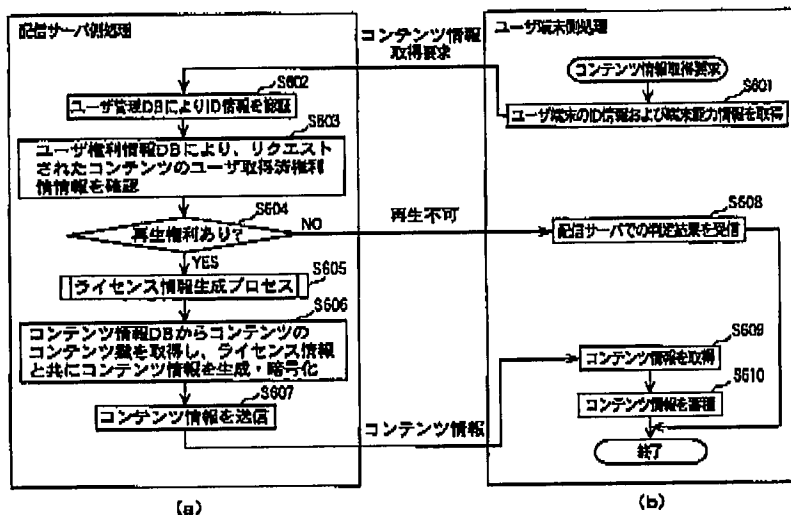 配信サーバ側処理
S602
ユーザ管理DBによりID情報を認証
S603
ユーザ権利情報DBにより、リクエスト
されたコンテンツのユーザ取得済権利
情情報を確認
S604
再生権利あり?
NO
YES
S605
ライセンス情報生成プロセス
S606
コンテンツ情報DBからコンテンツの
コンテンツ鍵を取得し、ライセンス情報
と共にコンテンツ情報を生成・暗号化
S607
コンテンツ情報を送信
(a)
コンテンツ情報
取得要求
再生不可
コンテンツ情報
ユーザ端末側処理
コンテンツ情報取得要求
S601
ユーザ端末のID情報および端末能力情報を取得
S608
配信サーバでの判定結果を受信
S609
コンテンツ情報を取得
S610
コンテンツ情報を蓄積
終了
(b)